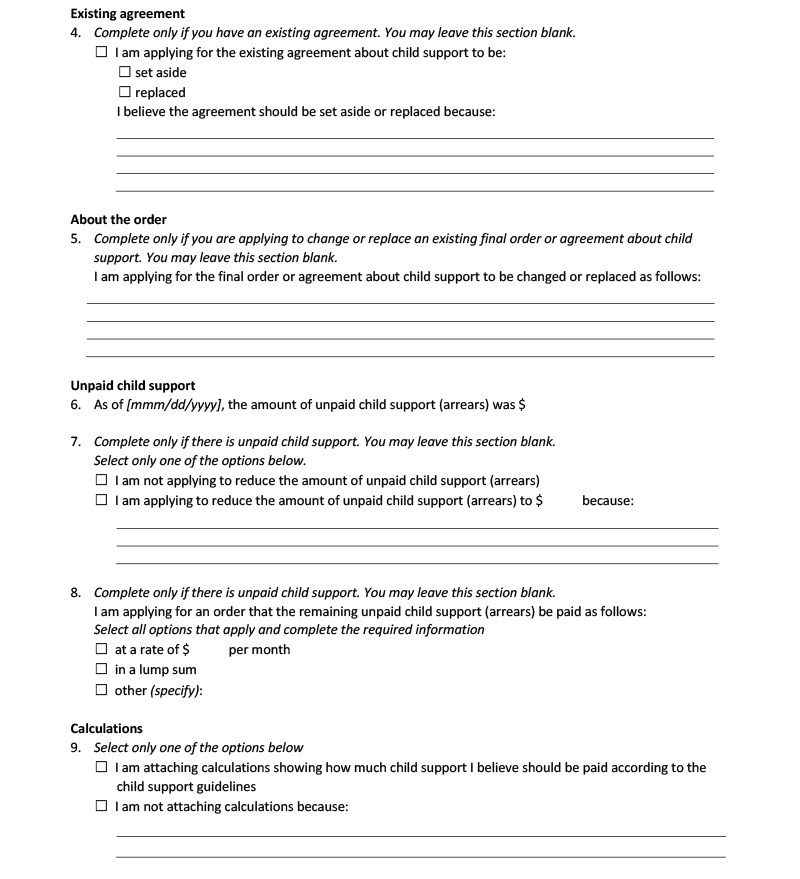 Existing agreement
4. Complete only if you have an existing agreement. You may leave this section blank.
☐ I am applying for the existing agreement about child support to be:
☐ set aside
☐ replaced
I believe the agreement should be set aside or replaced because:
About the order
5. Complete only if you are applying to change or replace an existing final order or agreement about child
support. You may leave this section blank.
I am applying for the final order or agreement about child support to be changed or replaced as follows:
Unpaid child support
6. As of [mmm/dd/yyyy], the amount of unpaid child support (arrears) was $
7. Complete only if there is unpaid child support. You may leave this section blank.
Select only one of the options below.
☐ I am not applying to reduce the amount of unpaid child support (arrears)
☐ I am applying to reduce the amount of unpaid child support (arrears) to $ because:
8. Complete only if there is unpaid child support. You may leave this section blank.
I am applying for an order that the remaining unpaid child support (arrears) be paid as follows:
Select all options that apply and complete the required information
☐ at a rate of $ per month
☐ in a lump sum
☐ other (specify):
Calculations
9. Select only one of the options below
☐ I am attaching calculations showing how much child support I believe should be paid according to the
child support guidelines
☐ I am not attaching calculations because: